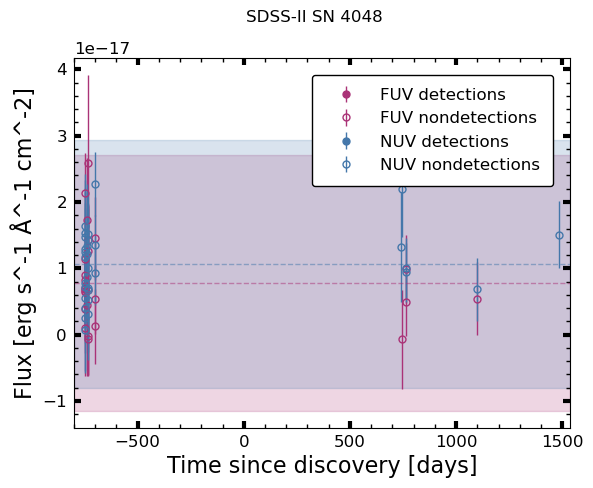 SDSS-II SN 4048
1e−17
4
3
2
1
0
−1
Flux [erg s^-1 Å^-1 cm^-2]
FUV detections
FUV nondetections
NUV detections
NUV nondetections
−500
0
500
1000
1500
Time since discovery [days]